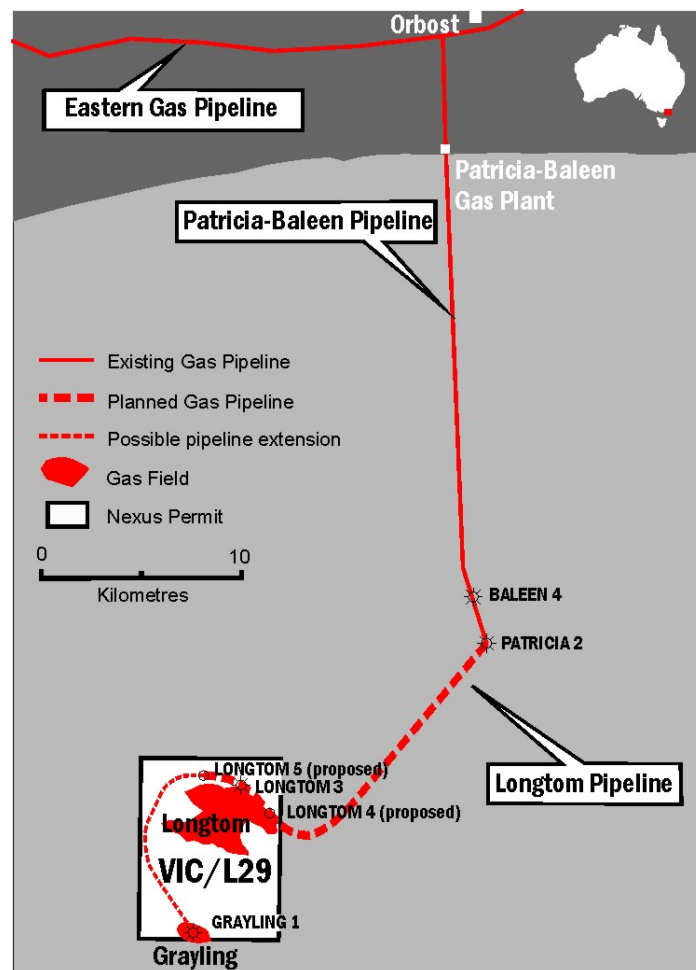 Orbost
Eastern Gas Pipeline
Patricia-Baleen
Gas Plant
Patricia-Baleen Pipeline
Existing Gas Pipeline
Planned Gas Pipeline
Possible pipeline extension
Gas Field
Nexus Permit
0 10
Kilometres
BALEEN 4
PATRICIA 2
Longtom Pipeline
LONGTOM 5 (proposed)
LONGTOM 3
LONGTOM 4 (proposed)
Longtom
VIC/L29
GRAYLING 1
Grayling